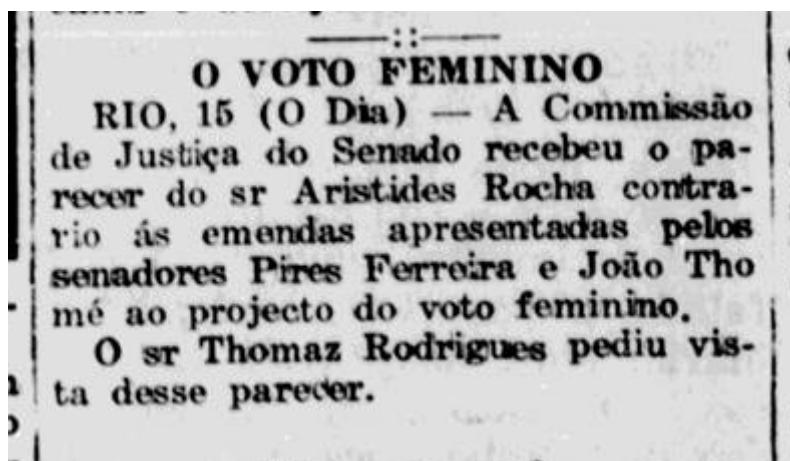 O VOTO FEMININO
RIO, 15 (O Dia) — A Commissão
de Justiça do Senado recebeu o pa-
recer do sr Aristides Rocha contra-
rio ás emendas apresentadas pelos
senadores Pires Ferreira e João Tho
mé ao projecto do voto feminino.
O sr Thomaz Rodrigues pediu vis-
ta desse parecer.